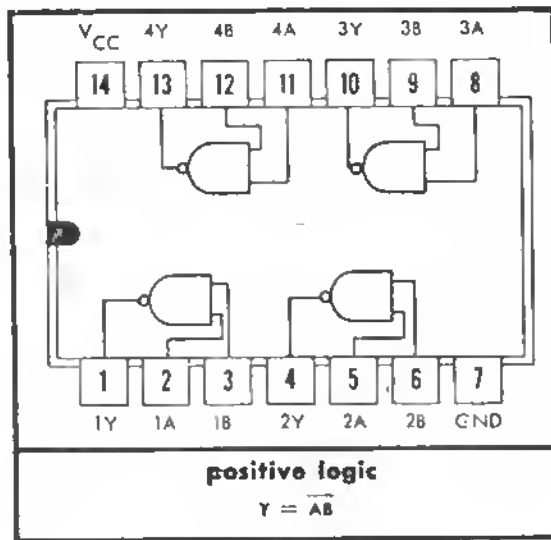 VCC 4Y 4B 4A 3Y 3B 3A
14 13 12 11 10 9 8
1 2 3 4 5 6 7
1Y 1A 1B 2Y 2A 2B GND
positive logic
Y = \overline{AB}